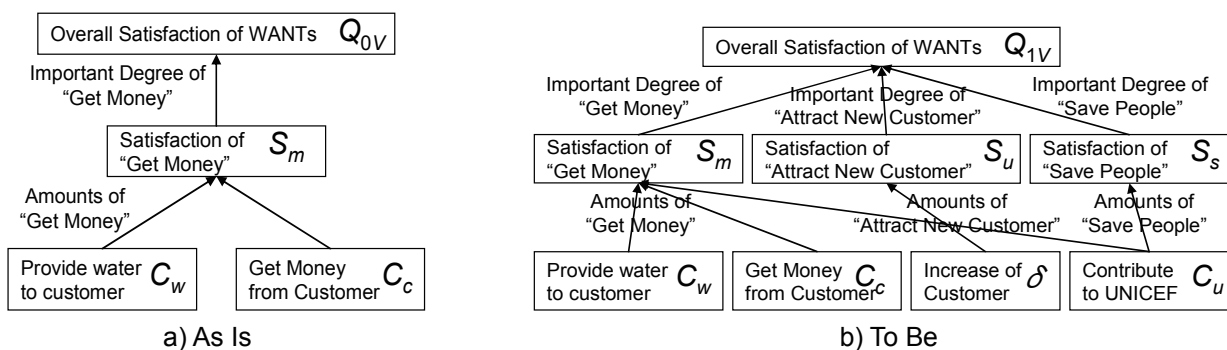 Overall Satisfaction of WANTs Q0V
Important Degree of
“Get Money”
Satisfaction of
“Get Money” Sm
Amounts of
“Get Money”
Provide water
to customer Cw
Get Money
from Customer Cc
a) As Is
Overall Satisfaction of WANTs Q1V
Important Degree of
“Get Money”
Important Degree of
“Attract New Customer”
Important Degree of
“Save People”
Satisfaction of
“Get Money” Sm
Satisfaction of
“Attract New Customer” Su
Satisfaction of
“Save People” Ss
Amounts of
“Get Money”
Amounts of
“Attract New Customer”
Amounts of
“Save People”
Provide water
to customer Cw
Get Money
from Customer Cc
Increase of
Customer δ
Contribute
to UNICEF Cu
b) To Be